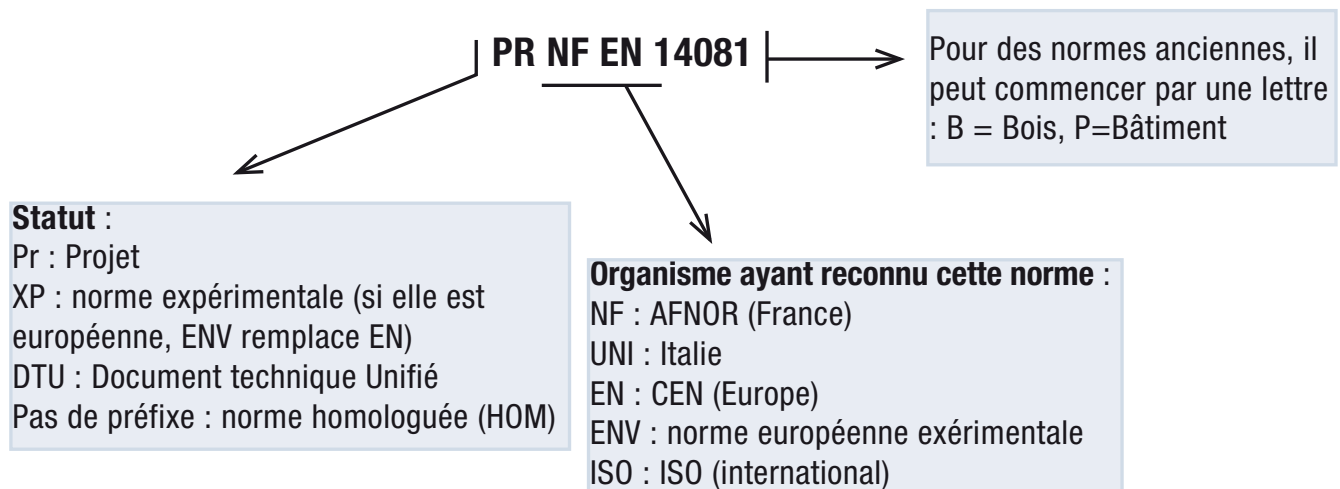 PR NF EN 14081
Pour des normes anciennes, il
peut commencer par une lettre
: B = Bois, P=Bâtiment
Statut :
Pr : Projet
XP : norme expérimentale (si elle est
européenne, ENV remplace EN)
DTU : Document technique Unifié
Pas de préfixe : norme homologuée (HOM)
Organisme ayant reconnu cette norme :
NF : AFNOR (France)
UNI : Italie
EN : CEN (Europe)
ENV : norme européenne exérimentale
ISO : ISO (international)